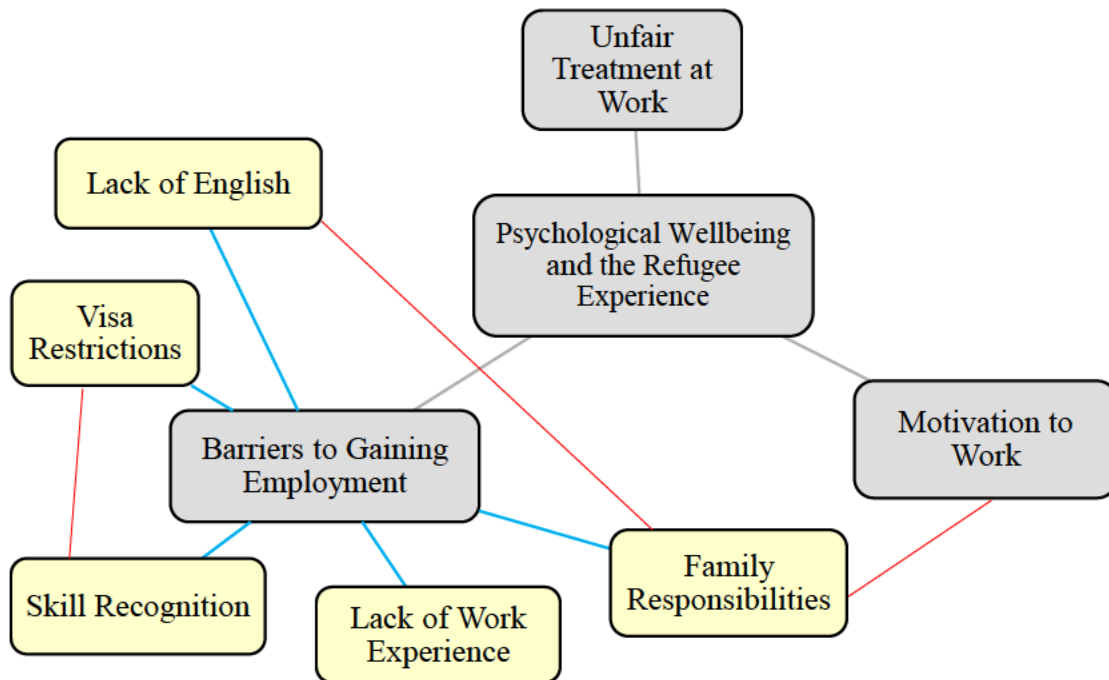 Unfair
Treatment at
Work
Lack of English
Psychological Wellbeing
and the Refugee
Experience
Visa
Restrictions
Barriers to Gaining
Employment
Motivation to
Work
Skill Recognition
Lack of Work
Experience
Family
Responsibilities